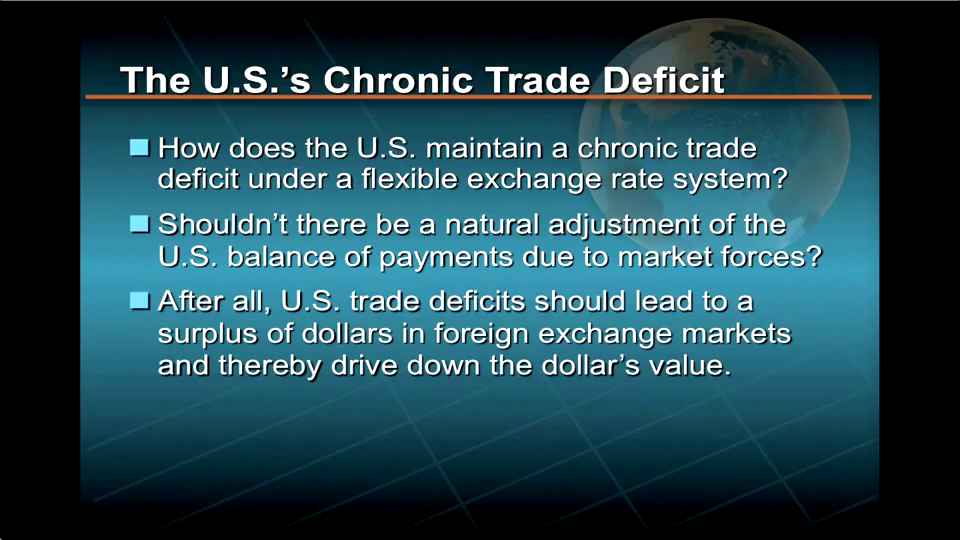 The U.S.’s Chronic Trade Deficit
How does the U.S. maintain a chronic trade
deficit under a flexible exchange rate system?
Shouldn’t there be a natural adjustment of the
U.S. balance of payments due to market forces?
After all, U.S. trade deficits should lead to a
surplus of dollars in foreign exchange markets
and thereby drive down the dollar’s value.